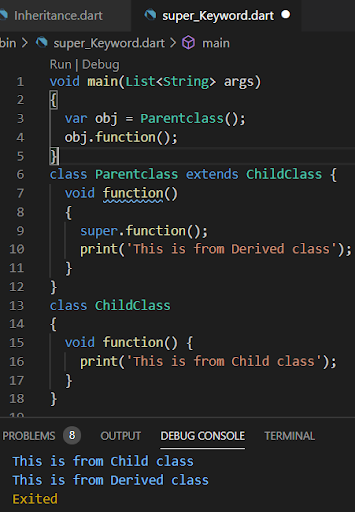 Inheritance.dart super_Keyword.dart
bin > super_Keyword.dart > main
Run | Debug
1 void main(List<String> args)
2 {
3 var obj = Parentclass();
4 obj.function();
5 }
6 class Parentclass extends ChildClass {
7 void function()
8 {
9 super.function();
10 print('This is from Derived class');
11 }
12 }
13 class ChildClass
14 {
15 void function() {
16 print('This is from Child class');
17 }
18 }
19
PROBLEMS 8 OUTPUT DEBUG CONSOLE TERMINAL
This is from Child class
This is from Derived class
Exited